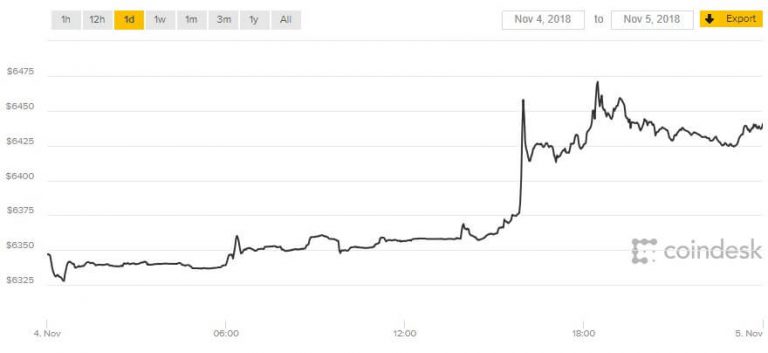 1h 12h 1d 1w 1m 3m 1y All Nov 4, 2018 to Nov 5, 2018 Export
$6475
$6450
$6425
$6400
$6375
$6350
coindesk
$6325
4. Nov 06:00 12:00 18:00 5. Nov